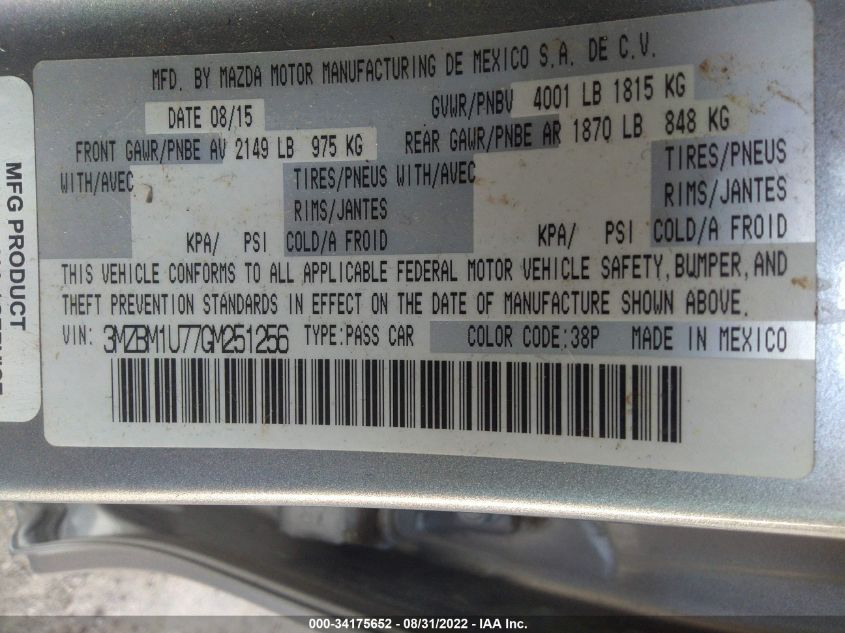 MFD. BY MAZDA MOTOR MANUFACTURING DE MEXICO S.A. DE C.V.
DATE 08/15 GVWR/PNBV 4001 LB 1815 KG
FRONT GAWR/PNBE AV 2149 LB 975 KG REAR GAWR/PNBE AR 1870 LB 848 KG
WITH/AVEC TIRES/PNEUS WITH/AVEC TIRES/PNEUS
RIMS/JANTES RIMS/JANTES
KPA/ PSI COLD/A FROID KPA/ PSI COLD/A FROID
THIS VEHICLE CONFORMS TO ALL APPLICABLE FEDERAL MOTOR VEHICLE SAFETY, BUMPER, AND
THEFT PREVENTION STANDARDS IN EFFECT ON THE DATE OF MANUFACTURE SHOWN ABOVE.
VIN: 3MZBM1U77GM251256 TYPE:PASS CAR COLOR CODE:38P MADE IN MEXICO
MFG PRODUCT
000-34175652 - 08/31/2022 - IAA Inc.